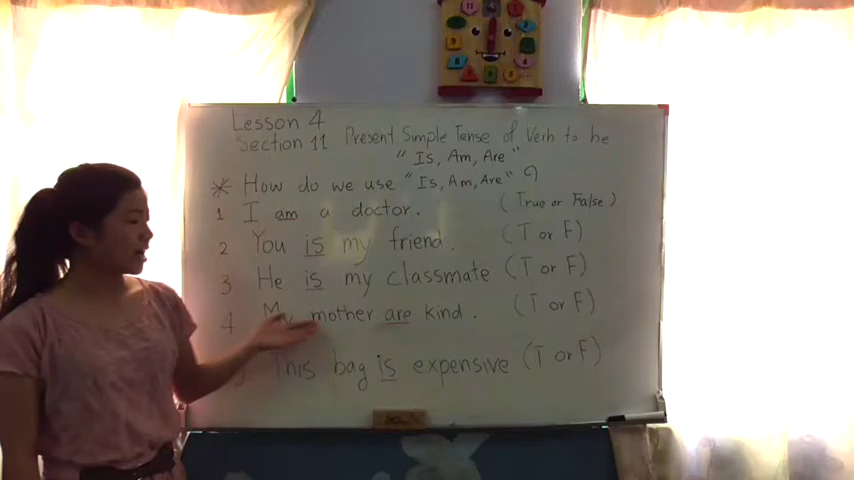 Lesson 4
Section 11 Present Simple Tense of Verb to be
"Is, Am, Are"
* How do we use "Is, Am, Are" ?
1 I am a doctor. (True or False)
2 You is my friend. (T or F)
3 He is my classmate (T or F)
4 My mother are kind. (T or F)
This bag is expensive (T or F)